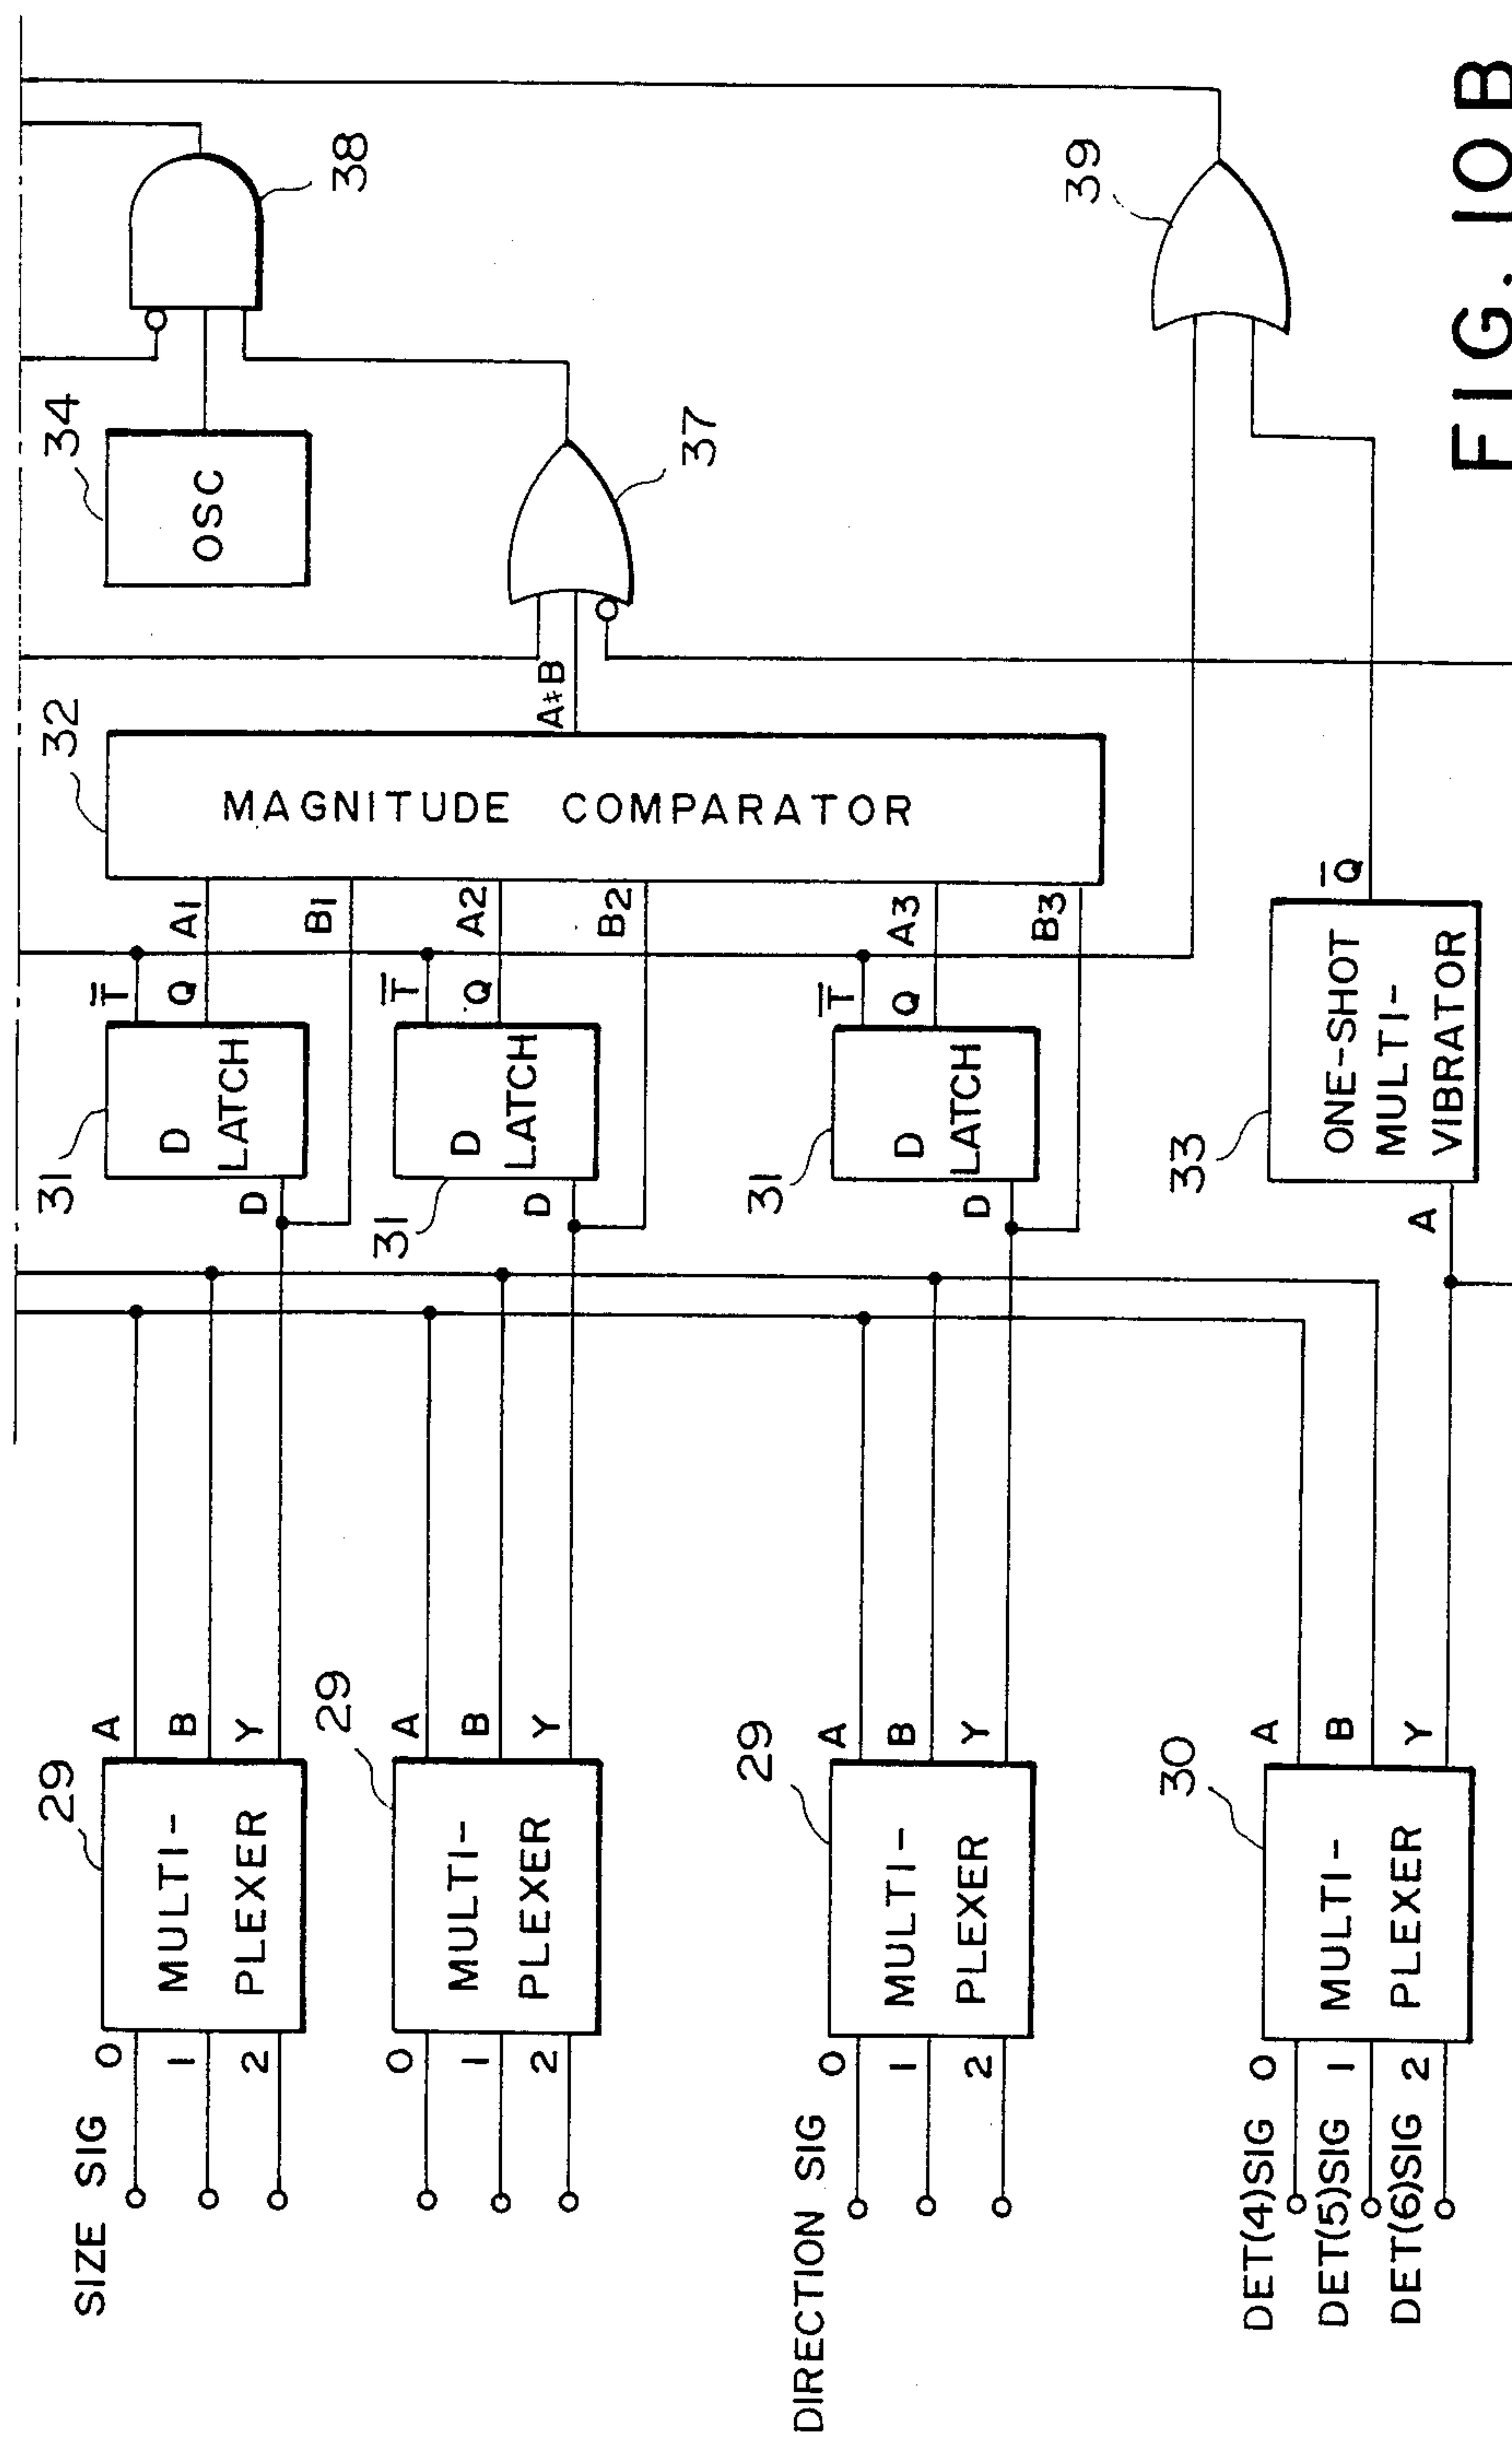 SIZE SIG
0
1
2
29
MULTI-
PLEXER
A
B
Y
31
D
D
LATCH
T̅
Q
A1
B1
32
MAGNITUDE COMPARATOR
34
OSC
38
0
1
2
29
MULTI-
PLEXER
A
B
Y
31
D
D
LATCH
T̅
Q
A2
B2
A≠B
37
DIRECTION SIG
0
1
2
29
MULTI-
PLEXER
A
B
Y
31
D
D
LATCH
T̅
Q
A3
B3
39
DET(4)SIG 0
DET(5)SIG 1
DET(6)SIG 2
30
MULTI-
PLEXER
A
B
Y
33
A
ONE-SHOT
MULTI-
VIBRATOR
Q̅
FIG. 10B